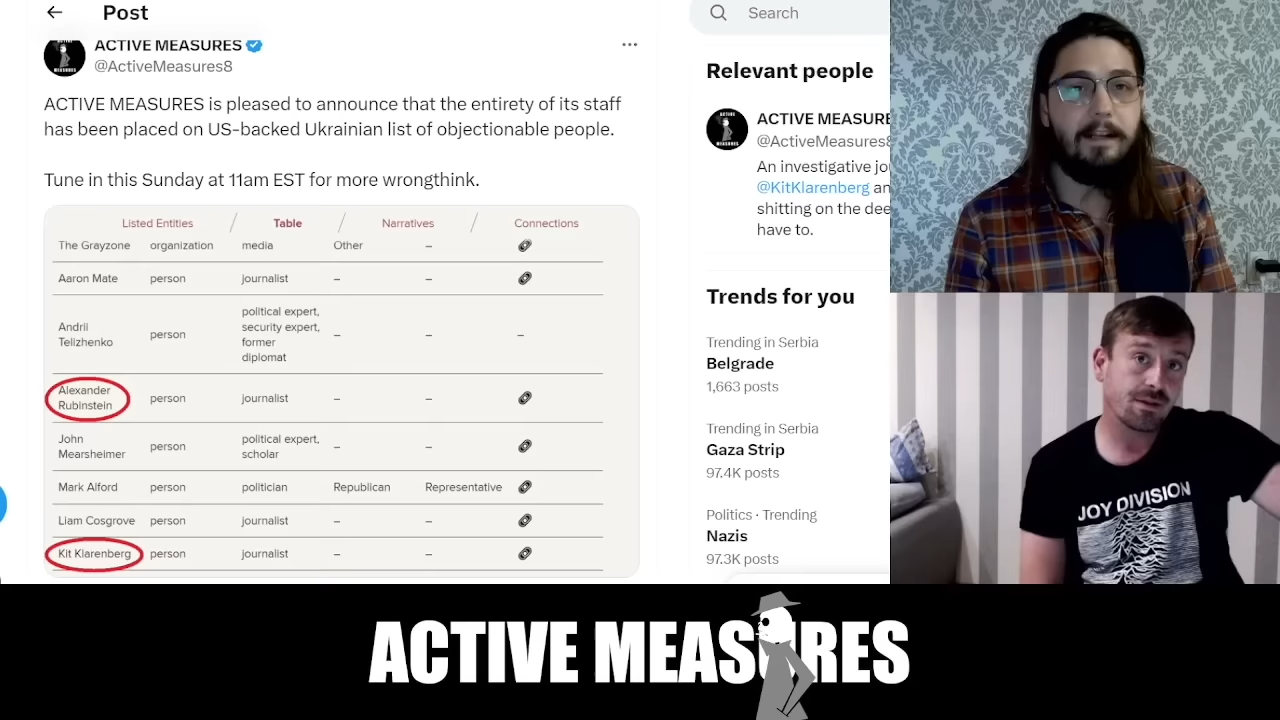 Post
Search
ACTIVE MEASURES
@ActiveMeasures8
ACTIVE MEASURES is pleased to announce that the entirety of its staff
has been placed on US-backed Ukrainian list of objectionable people.
Tune in this Sunday at 11am EST for more wrongthink.
Listed Entities / Table / Narratives / Connections
The Grayzone organization media Other –
Aaron Mate person journalist – –
Andrii
Telizhenko
person
political expert,
security expert,
former
diplomat
– – –
Alexander
Rubinstein
person journalist – –
John
Mearsheimer
person
political expert,
scholar
– –
Mark Alford person politician Republican Representative
Liam Cosgrove person journalist – –
Kit Klarenberg person journalist – –
Relevant people
ACTIVE MEASURE
@ActiveMeasures8
An investigative jou
@KitKlarenberg an
shitting on the dee
have to.
Trends for you
Trending in Serbia
Belgrade
1,663 posts
Trending in Serbia
Gaza Strip
97.4K posts
Politics · Trending
Nazis
97.3K posts
JOY DIVISION
ACTIVE MEASURES